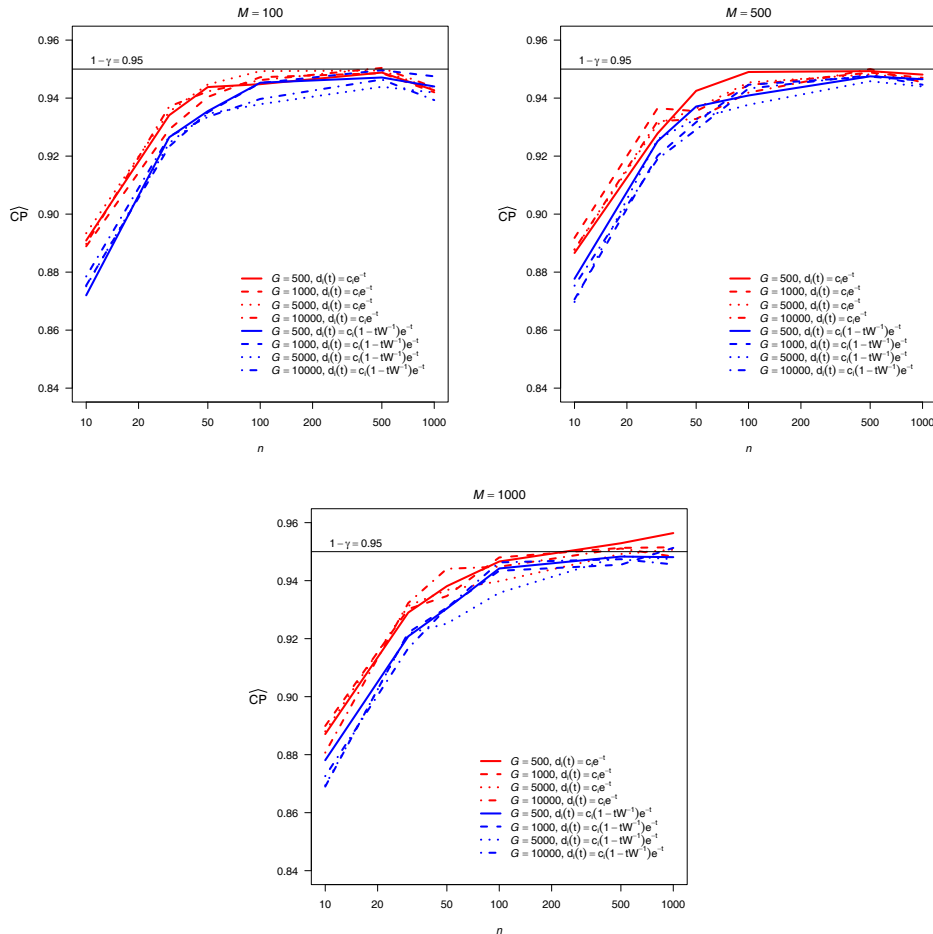 M = 100
0.96
0.94
0.92
0.90
0.88
0.86
0.84
1−γ = 0.95
ĈP
G = 500, dᵢ(t) = cᵢe⁻ᵗ
G = 1000, dᵢ(t) = cᵢe⁻ᵗ
G = 5000, dᵢ(t) = cᵢe⁻ᵗ
G = 10000, dᵢ(t) = cᵢe⁻ᵗ
G = 500, dᵢ(t) = cᵢ(1−tW⁻¹)e⁻ᵗ
G = 1000, dᵢ(t) = cᵢ(1−tW⁻¹)e⁻ᵗ
G = 5000, dᵢ(t) = cᵢ(1−tW⁻¹)e⁻ᵗ
G = 10000, dᵢ(t) = cᵢ(1−tW⁻¹)e⁻ᵗ
10 20 50 100 200 500 1000
n
M = 500
0.96
0.94
0.92
0.90
0.88
0.86
0.84
1−γ = 0.95
ĈP
G = 500, dᵢ(t) = cᵢe⁻ᵗ
G = 1000, dᵢ(t) = cᵢe⁻ᵗ
G = 5000, dᵢ(t) = cᵢe⁻ᵗ
G = 10000, dᵢ(t) = cᵢe⁻ᵗ
G = 500, dᵢ(t) = cᵢ(1−tW⁻¹)e⁻ᵗ
G = 1000, dᵢ(t) = cᵢ(1−tW⁻¹)e⁻ᵗ
G = 5000, dᵢ(t) = cᵢ(1−tW⁻¹)e⁻ᵗ
G = 10000, dᵢ(t) = cᵢ(1−tW⁻¹)e⁻ᵗ
10 20 50 100 200 500 1000
n
M = 1000
0.96
0.94
0.92
0.90
0.88
0.86
0.84
1−γ = 0.95
ĈP
G = 500, dᵢ(t) = cᵢe⁻ᵗ
G = 1000, dᵢ(t) = cᵢe⁻ᵗ
G = 5000, dᵢ(t) = cᵢe⁻ᵗ
G = 10000, dᵢ(t) = cᵢe⁻ᵗ
G = 500, dᵢ(t) = cᵢ(1−tW⁻¹)e⁻ᵗ
G = 1000, dᵢ(t) = cᵢ(1−tW⁻¹)e⁻ᵗ
G = 5000, dᵢ(t) = cᵢ(1−tW⁻¹)e⁻ᵗ
G = 10000, dᵢ(t) = cᵢ(1−tW⁻¹)e⁻ᵗ
10 20 50 100 200 500 1000
n